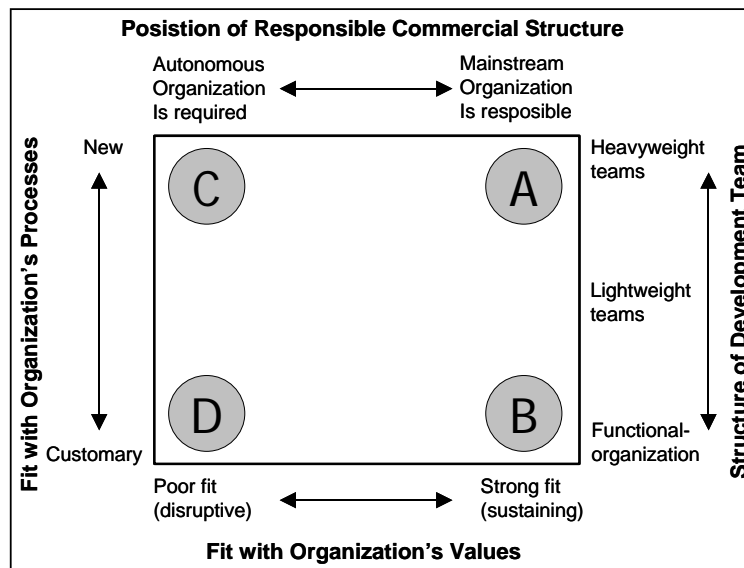 Posistion of Responsible Commercial Structure
Autonomous
Organization
Is required
Mainstream
Organization
Is resposible
Fit with Organization's Processes
New
Customary
C
A
D
B
Heavyweight
teams
Lightweight
teams
Functional-
organization
Structure of Development Team
Poor fit
(disruptive)
Strong fit
(sustaining)
Fit with Organization's Values